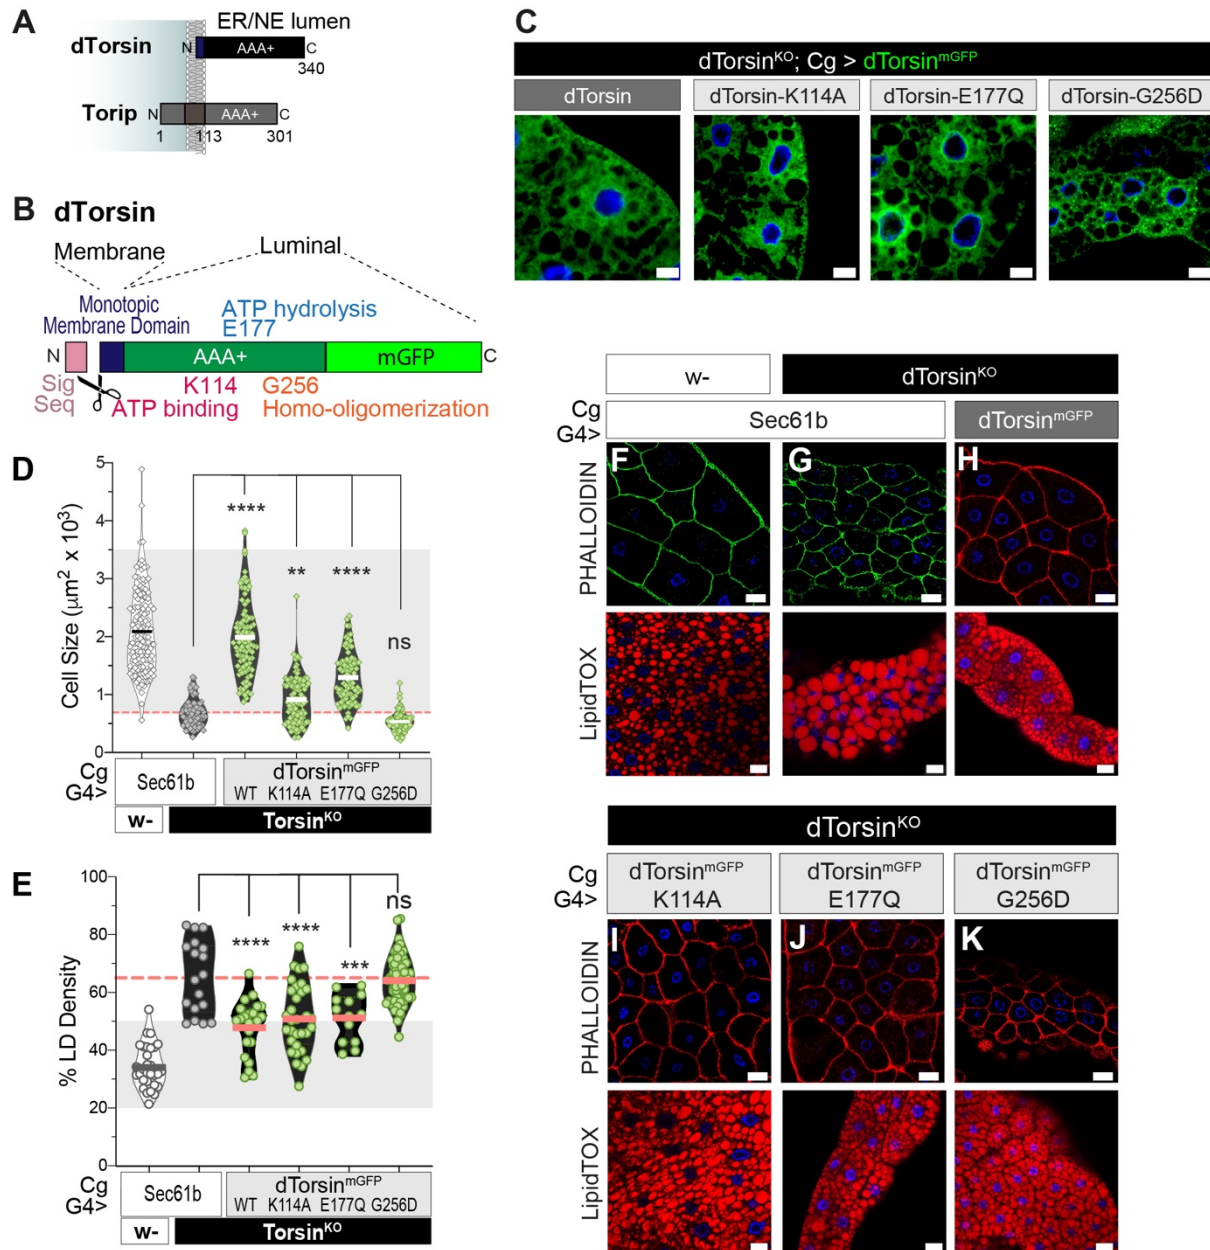 A
ER/NE lumen
dTorsin
N
AAA+
C
340
Torip
N
AAA+
C
1
113
301
B
dTorsin
Membrane
Luminal
Monotopic
Membrane Domain
ATP hydrolysis
E177
N
AAA+
mGFP
C
Sig
Seq
K114
ATP binding
G256
Homo-oligomerization
C
dTorsinKO; Cg > dTorsinmGFP
dTorsin
dTorsin-K114A
dTorsin-E177Q
dTorsin-G256D
D
Cell Size (µm² x 10³)
5
4
3
2
1
0
****
**
****
ns
Cg
G4>
Sec61b
dTorsinmGFP
WT K114A E177Q G256D
w-
TorsinKO
E
% LD Density
100
80
60
40
20
0
****
****
***
ns
Cg
G4>
Sec61b
dTorsinmGFP
WT K114A E177Q G256D
w-
TorsinKO
w-
dTorsinKO
Cg
G4>
Sec61b
dTorsinmGFP
PHALLOIDIN
F
G
H
LipidTOX
dTorsinKO
Cg
G4>
dTorsinmGFP
K114A
dTorsinmGFP
E177Q
dTorsinmGFP
G256D
PHALLOIDIN
I
J
K
LipidTOX